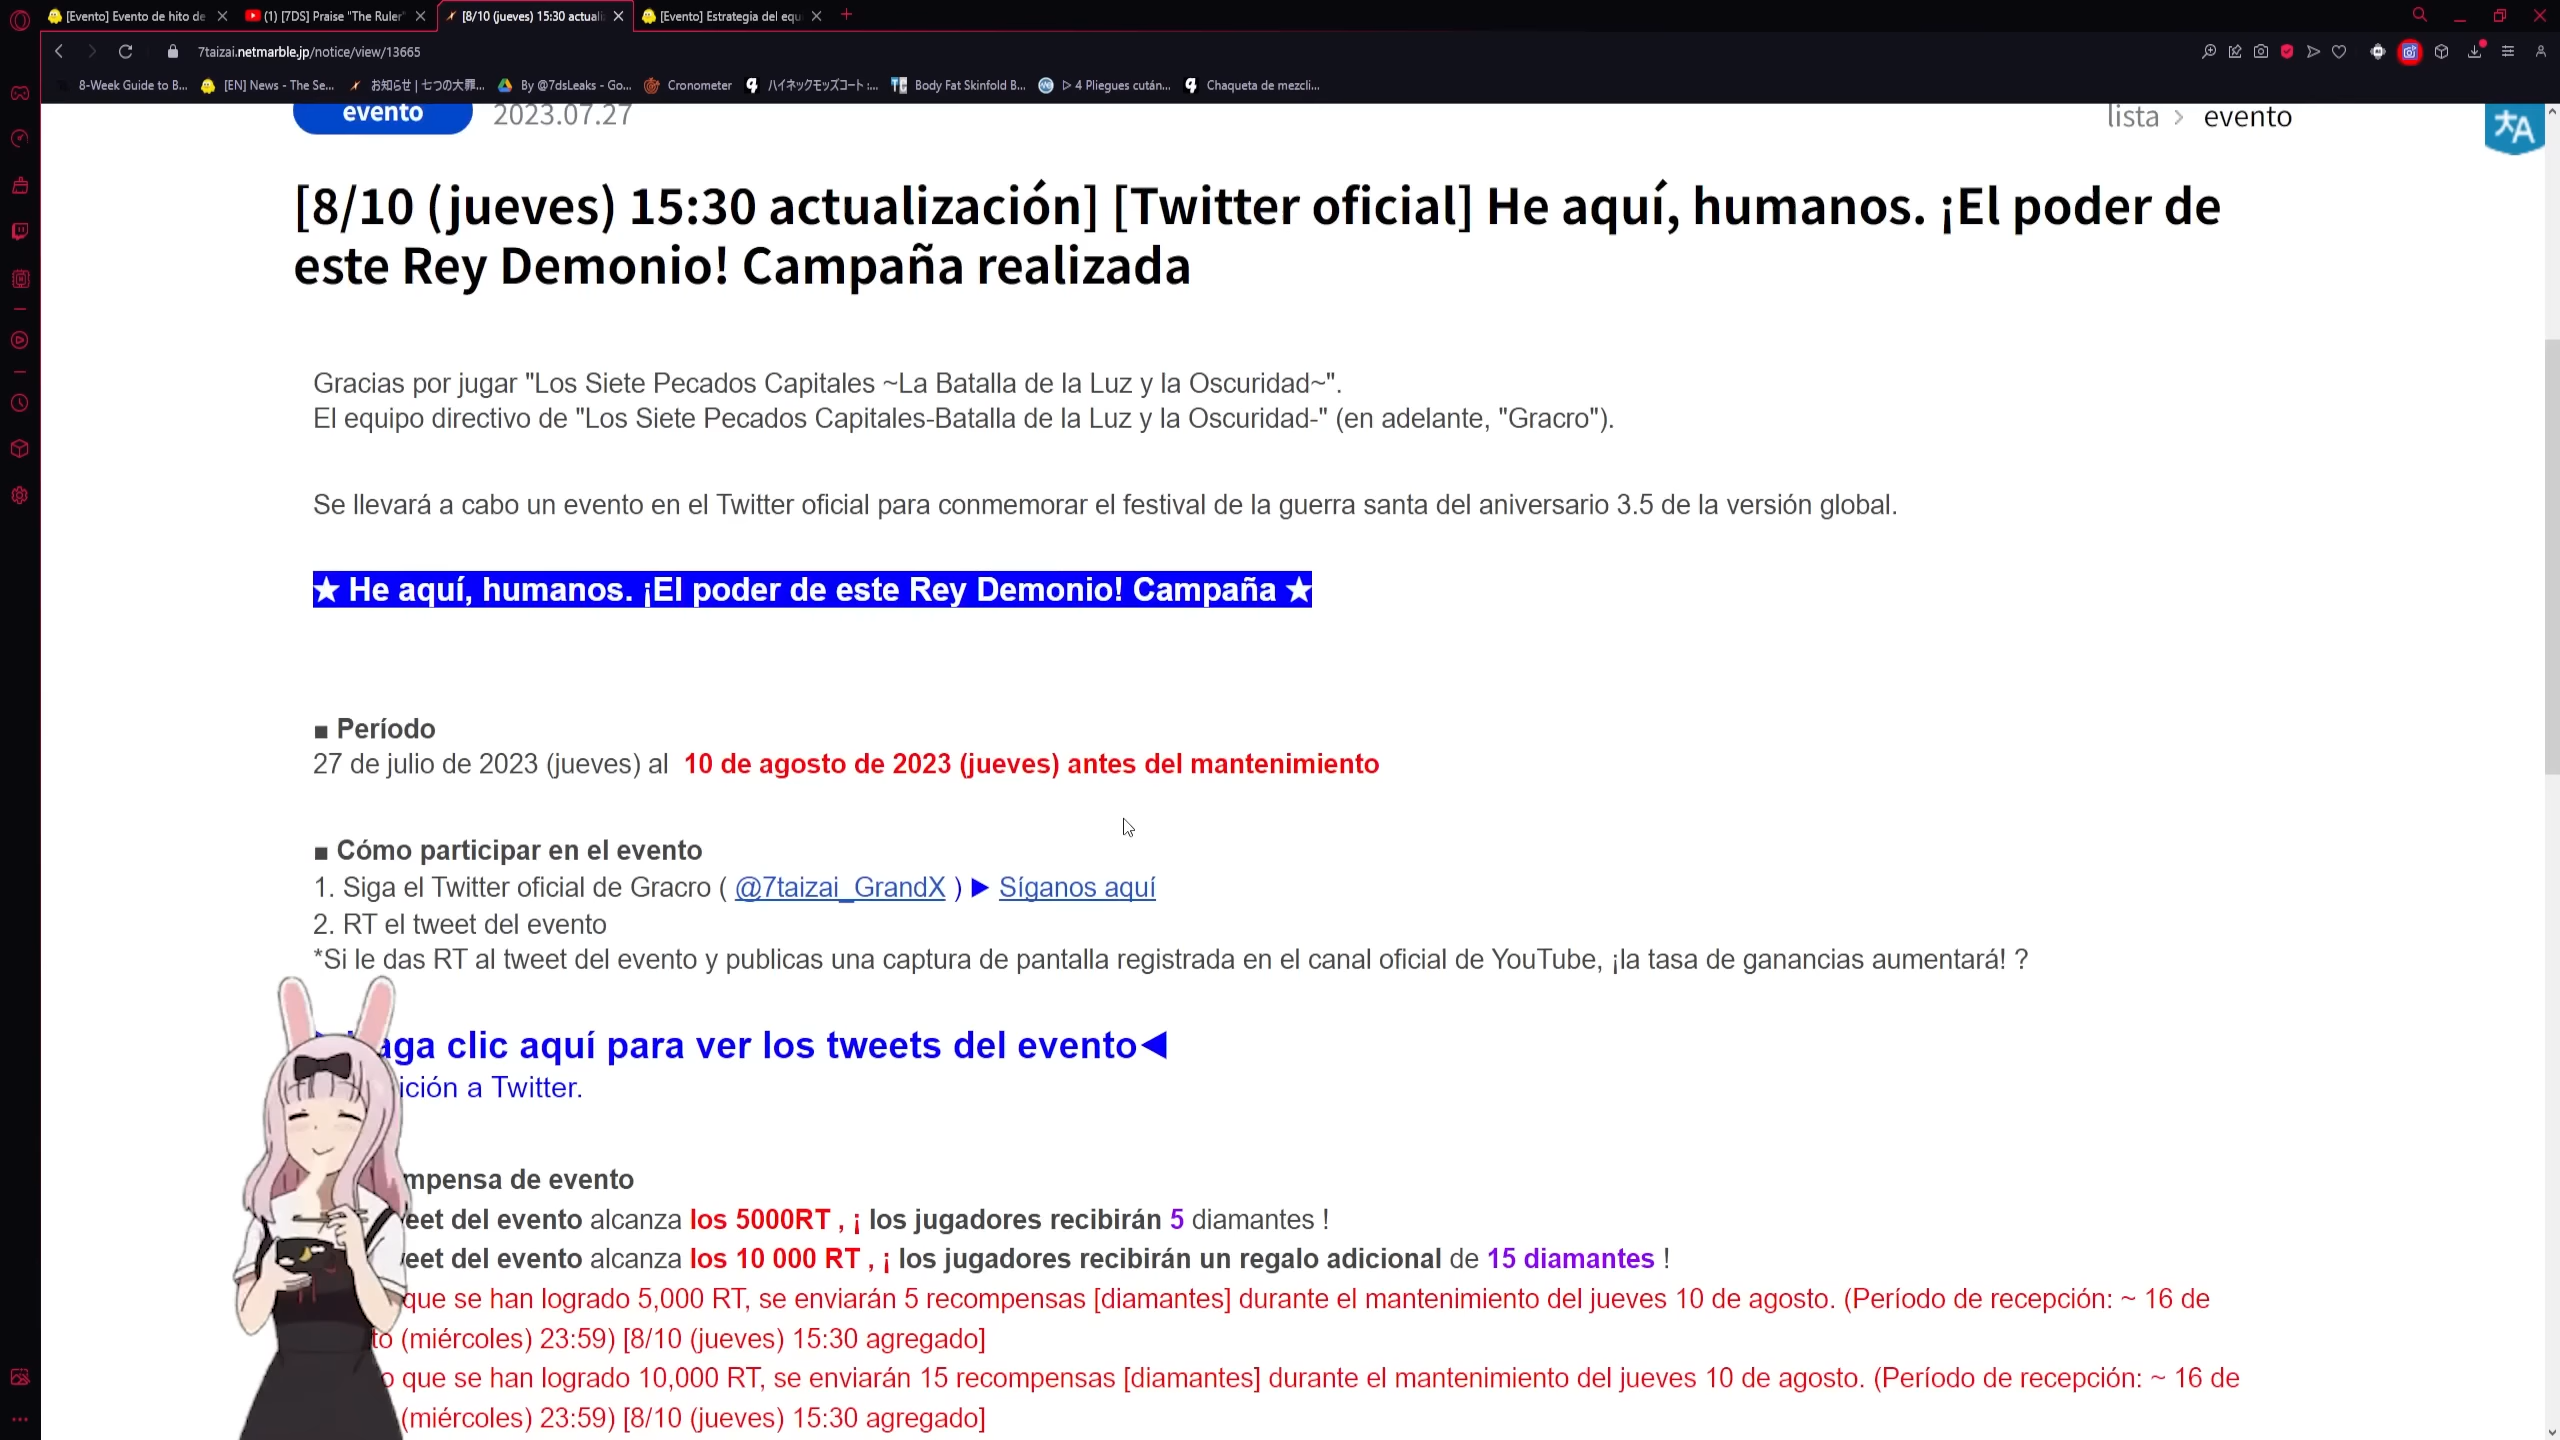 [Evento] Evento de hito de
(1) [7DS] Praise "The Ruler"
[8/10 (jueves) 15:30 actuali
[Evento] Estrategia del equ
7taizai.netmarble.jp/notice/view/13665
8-Week Guide to B...
[EN] News - The Se...
お知らせ | 七つの大罪...
By @7dsLeaks - Go...
Cronometer
ハイネックモッズコート :...
Body Fat Skinfold B...
ᐅ 4 Pliegues cután...
Chaqueta de mezcli...
evento
2023.07.27
lista > evento
[8/10 (jueves) 15:30 actualización] [Twitter oficial] He aquí, humanos. ¡El poder de
este Rey Demonio! Campaña realizada
Gracias por jugar "Los Siete Pecados Capitales ~La Batalla de la Luz y la Oscuridad~".
El equipo directivo de "Los Siete Pecados Capitales-Batalla de la Luz y la Oscuridad-" (en adelante, "Gracro").
Se llevará a cabo un evento en el Twitter oficial para conmemorar el festival de la guerra santa del aniversario 3.5 de la versión global.
★ He aquí, humanos. ¡El poder de este Rey Demonio! Campaña ★
■ Período
27 de julio de 2023 (jueves) al 10 de agosto de 2023 (jueves) antes del mantenimiento
■ Cómo participar en el evento
1. Siga el Twitter oficial de Gracro ( @7taizai_GrandX ) ▶ Síganos aquí
2. RT el tweet del evento
*Si le das RT al tweet del evento y publicas una captura de pantalla registrada en el canal oficial de YouTube, ¡la tasa de ganancias aumentará! ?
aga clic aquí para ver los tweets del evento◀
ición a Twitter.
mpensa de evento
eet del evento alcanza los 5000RT , ¡ los jugadores recibirán 5 diamantes !
eet del evento alcanza los 10 000 RT , ¡ los jugadores recibirán un regalo adicional de 15 diamantes !
que se han logrado 5,000 RT, se enviarán 5 recompensas [diamantes] durante el mantenimiento del jueves 10 de agosto. (Período de recepción: ~ 16 de
to (miércoles) 23:59) [8/10 (jueves) 15:30 agregado]
o que se han logrado 10,000 RT, se enviarán 15 recompensas [diamantes] durante el mantenimiento del jueves 10 de agosto. (Período de recepción: ~ 16 de
(miércoles) 23:59) [8/10 (jueves) 15:30 agregado]